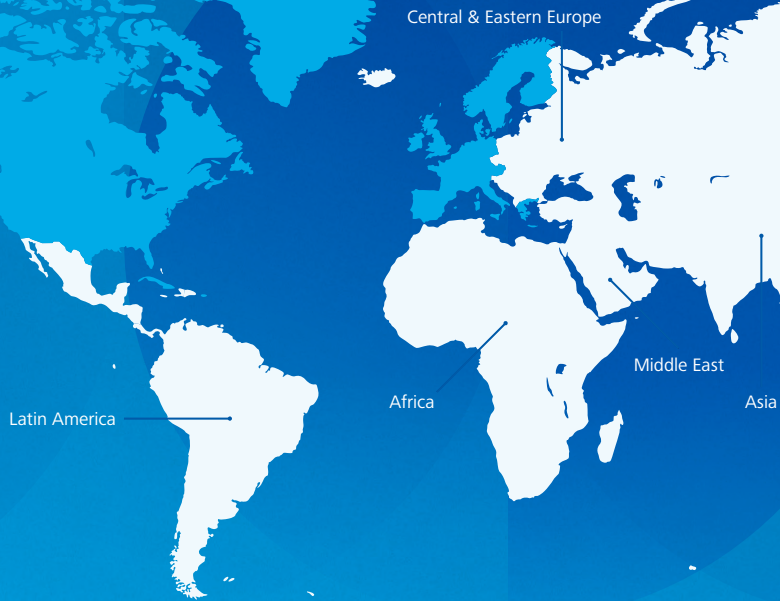 Central & Eastern Europe
Middle East
Africa
Asia
Latin America